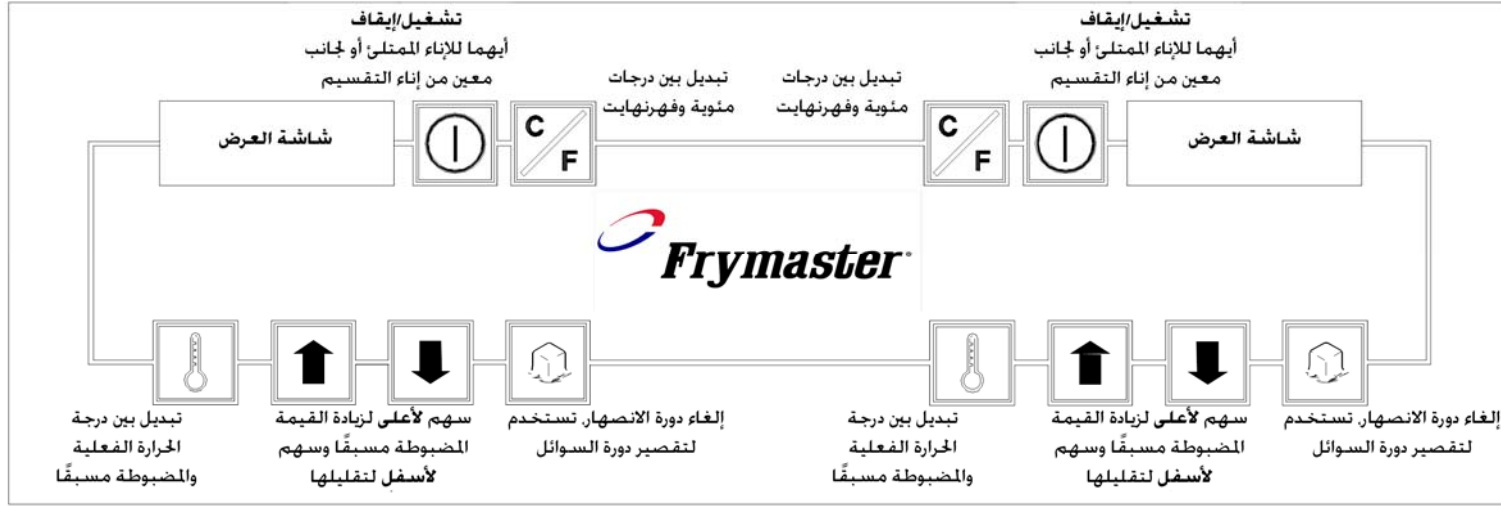 تشغيل/إيقاف
أيهما للإناء الممتلئ أو لجانب
معين من إناء التقسيم
تبديل بين درجات
مئوية وفهرنهايت
شاشة العرض
C
F
تشغيل/إيقاف
أيهما للإناء الممتلئ أو لجانب
معين من إناء التقسيم
تبديل بين درجات
مئوية وفهرنهايت
C
F
شاشة العرض
Frymaster
تبديل بين درجة
الحرارة الفعلية
والمضبوطة مسبقًا
سهم لأعلى لزيادة القيمة
المضبوطة مسبقًا وسهم
لأسفل لتقليلها
إلغاء دورة الانصهار. تستخدم
لتقصير دورة السوائل
تبديل بين درجة
الحرارة الفعلية
والمضبوطة مسبقًا
سهم لأعلى لزيادة القيمة
المضبوطة مسبقًا وسهم
لأسفل لتقليلها
إلغاء دورة الانصهار. تستخدم
لتقصير دورة السوائل